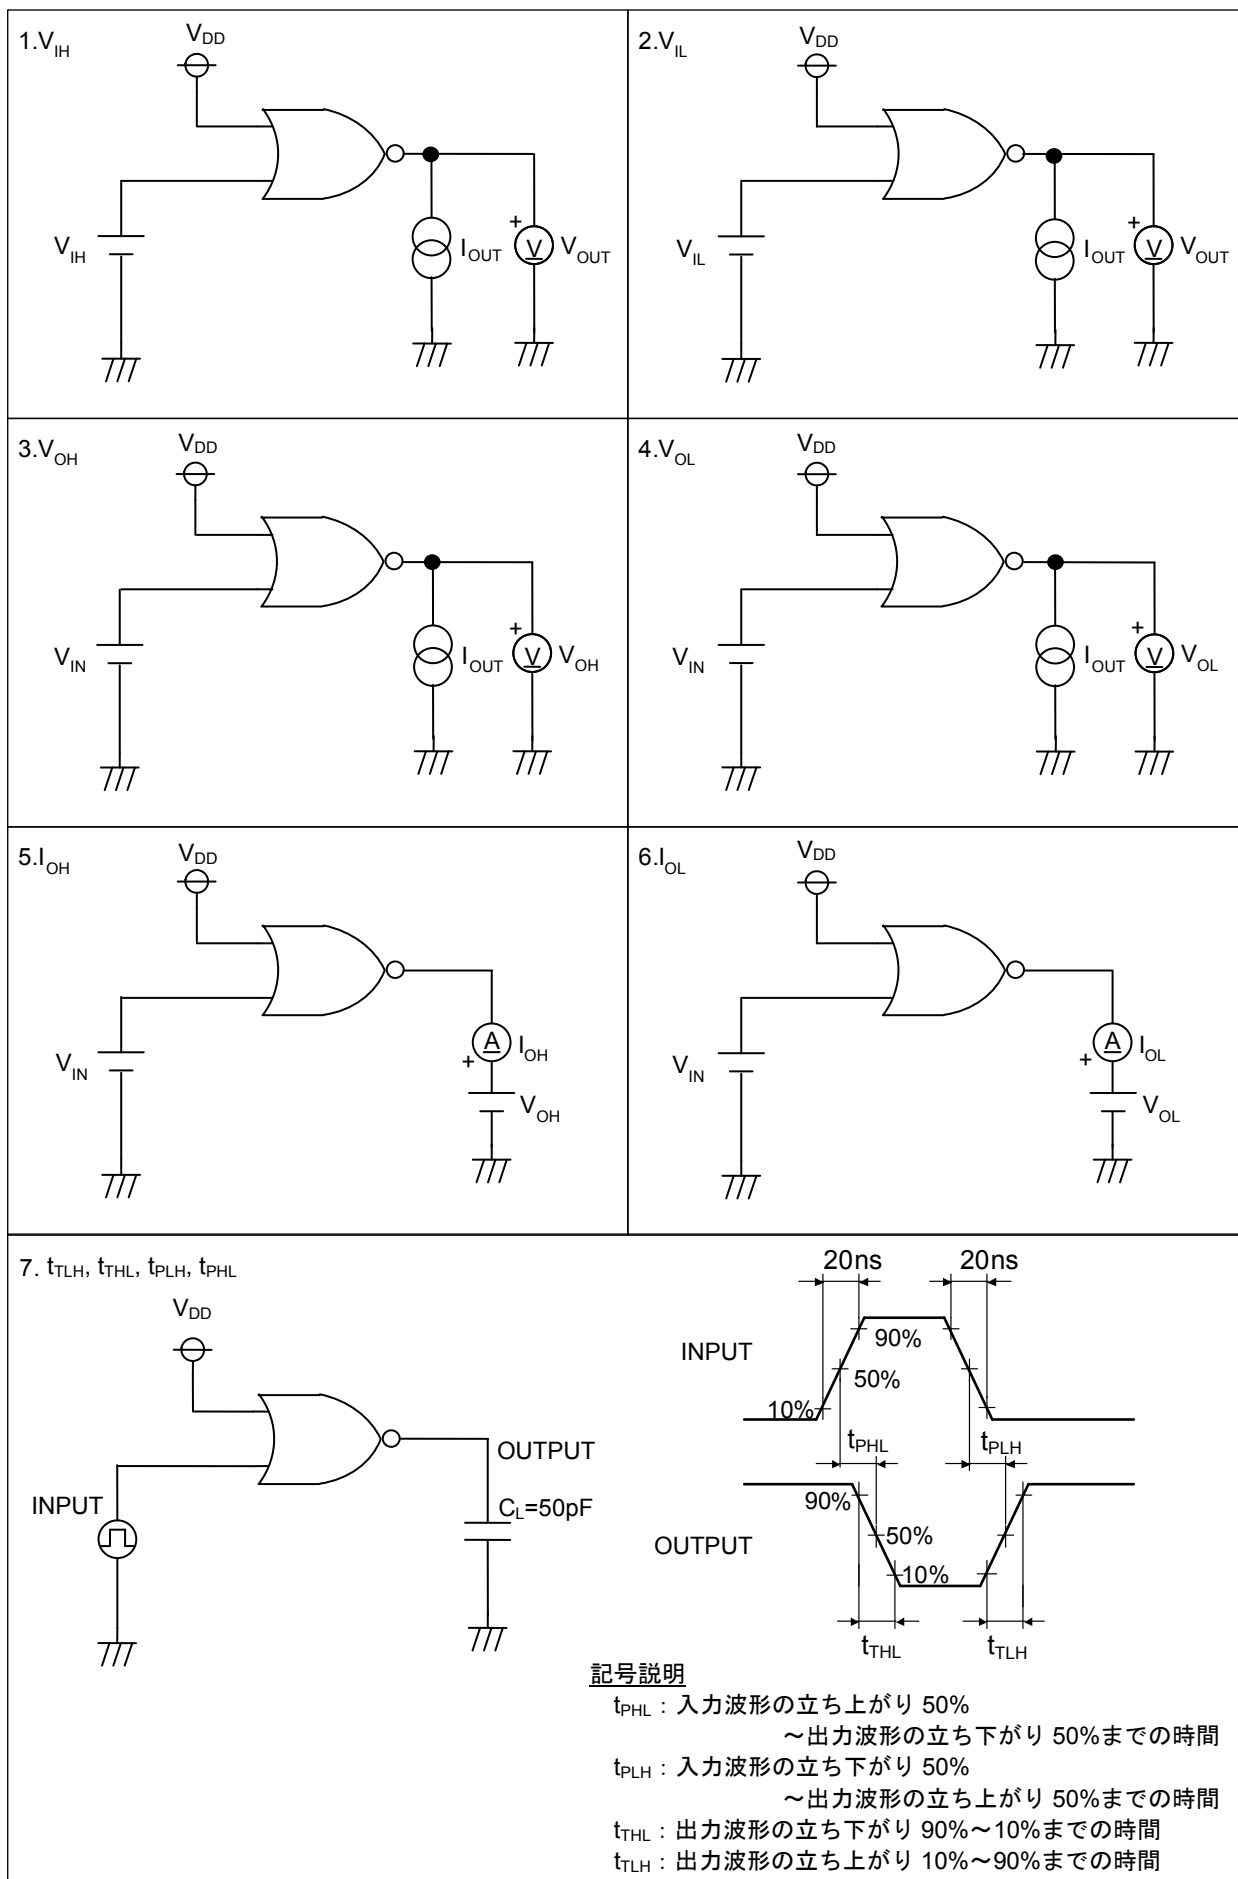 1.VIH
VDD
VIH
IOUT
+
V
VOUT
2.VIL
VDD
VIL
IOUT
+
V
VOUT
3.VOH
VDD
VIN
IOUT
+
V
VOH
4.VOL
VDD
VIN
IOUT
+
V
VOL
5.IOH
VDD
VIN
+
A
IOH
VOH
6.IOL
VDD
VIN
+
A
IOL
VOL
7. tTLH, tTHL, tPLH, tPHL
VDD
INPUT
OUTPUT
CL=50pF
20ns
20ns
INPUT
90%
50%
10%
tPHL
tPLH
90%
OUTPUT
50%
10%
tTHL
tTLH
記号説明
tPHL：入力波形の立ち上がり 50%
～出力波形の立ち下がり 50%までの時間
tPLH：入力波形の立ち下がり 50%
～出力波形の立ち上がり 50%までの時間
tTHL：出力波形の立ち下がり 90%～10%までの時間
tTLH：出力波形の立ち上がり 10%～90%までの時間